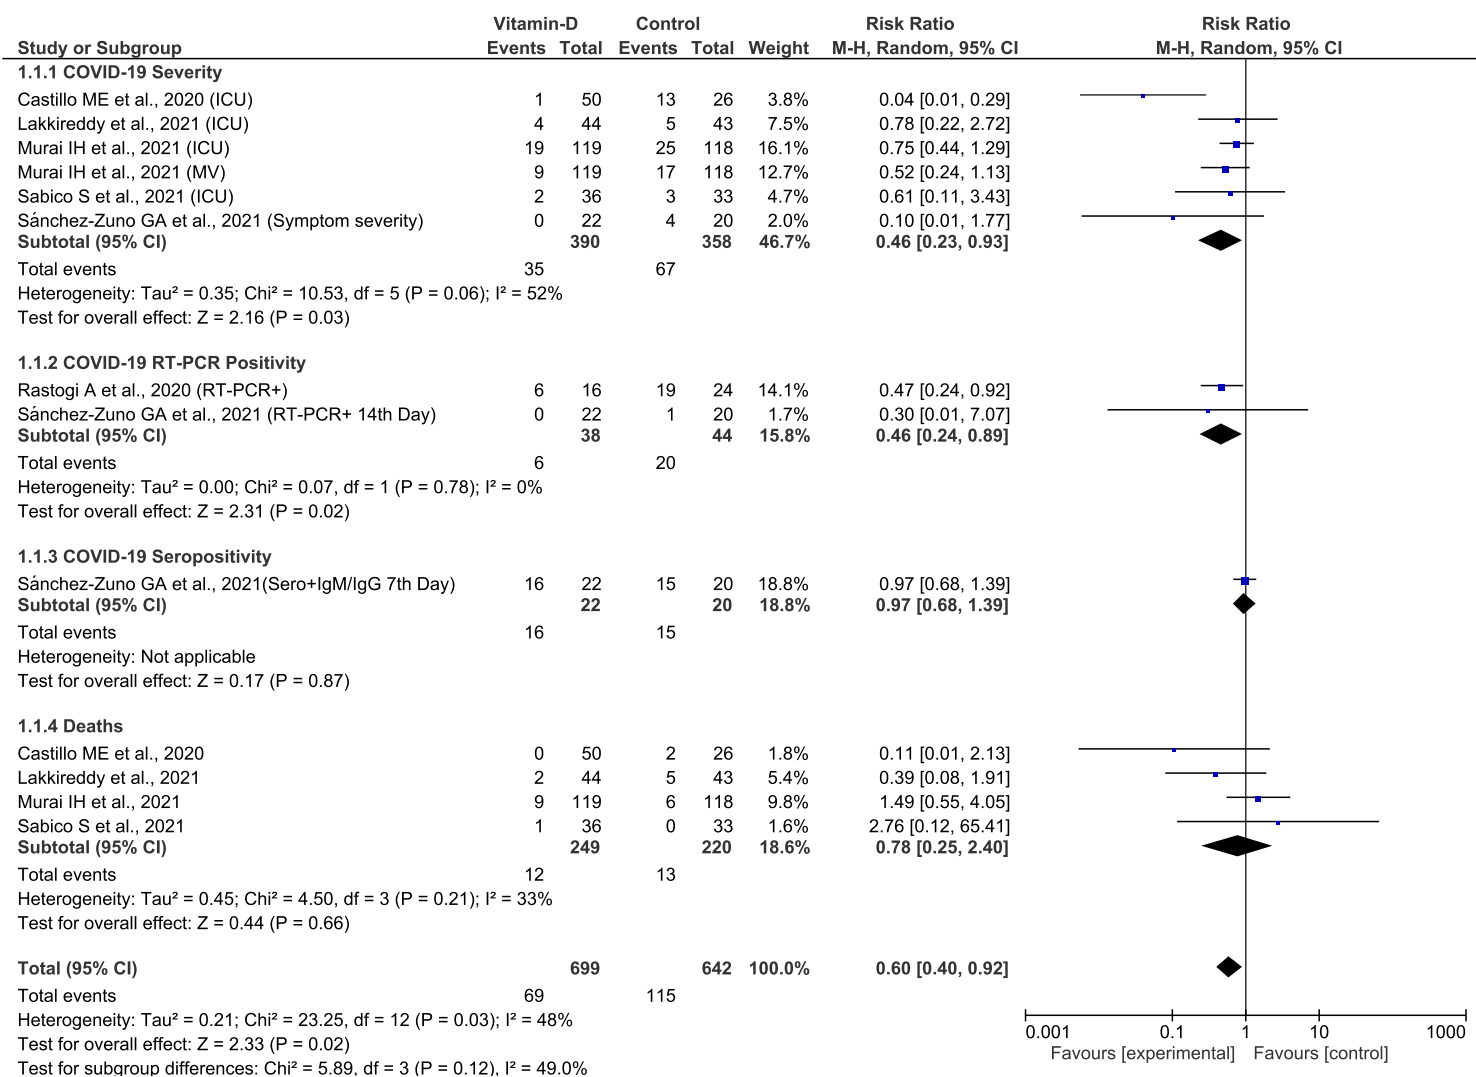 Vitamin-D Control Risk Ratio Risk Ratio
Study or Subgroup Events Total Events Total Weight M-H, Random, 95% CI M-H, Random, 95% CI
1.1.1 COVID-19 Severity
Castillo ME et al., 2020 (ICU) 1 50 13 26 3.8% 0.04 [0.01, 0.29]
Lakkireddy et al., 2021 (ICU) 4 44 5 43 7.5% 0.78 [0.22, 2.72]
Murai IH et al., 2021 (ICU) 19 119 25 118 16.1% 0.75 [0.44, 1.29]
Murai IH et al., 2021 (MV) 9 119 17 118 12.7% 0.52 [0.24, 1.13]
Sabico S et al., 2021 (ICU) 2 36 3 33 4.7% 0.61 [0.11, 3.43]
Sánchez-Zuno GA et al., 2021 (Symptom severity) 0 22 4 20 2.0% 0.10 [0.01, 1.77]
Subtotal (95% CI) 390 358 46.7% 0.46 [0.23, 0.93]
Total events 35 67
Heterogeneity: Tau² = 0.35; Chi² = 10.53, df = 5 (P = 0.06); I² = 52%
Test for overall effect: Z = 2.16 (P = 0.03)
1.1.2 COVID-19 RT-PCR Positivity
Rastogi A et al., 2020 (RT-PCR+) 6 16 19 24 14.1% 0.47 [0.24, 0.92]
Sánchez-Zuno GA et al., 2021 (RT-PCR+ 14th Day) 0 22 1 20 1.7% 0.30 [0.01, 7.07]
Subtotal (95% CI) 38 44 15.8% 0.46 [0.24, 0.89]
Total events 6 20
Heterogeneity: Tau² = 0.00; Chi² = 0.07, df = 1 (P = 0.78); I² = 0%
Test for overall effect: Z = 2.31 (P = 0.02)
1.1.3 COVID-19 Seropositivity
Sánchez-Zuno GA et al., 2021(Sero+IgM/IgG 7th Day) 16 22 15 20 18.8% 0.97 [0.68, 1.39]
Subtotal (95% CI) 22 20 18.8% 0.97 [0.68, 1.39]
Total events 16 15
Heterogeneity: Not applicable
Test for overall effect: Z = 0.17 (P = 0.87)
1.1.4 Deaths
Castillo ME et al., 2020 0 50 2 26 1.8% 0.11 [0.01, 2.13]
Lakkireddy et al., 2021 2 44 5 43 5.4% 0.39 [0.08, 1.91]
Murai IH et al., 2021 9 119 6 118 9.8% 1.49 [0.55, 4.05]
Sabico S et al., 2021 1 36 0 33 1.6% 2.76 [0.12, 65.41]
Subtotal (95% CI) 249 220 18.6% 0.78 [0.25, 2.40]
Total events 12 13
Heterogeneity: Tau² = 0.45; Chi² = 4.50, df = 3 (P = 0.21); I² = 33%
Test for overall effect: Z = 0.44 (P = 0.66)
Total (95% CI) 699 642 100.0% 0.60 [0.40, 0.92]
Total events 69 115
Heterogeneity: Tau² = 0.21; Chi² = 23.25, df = 12 (P = 0.03); I² = 48%
Test for overall effect: Z = 2.33 (P = 0.02)
Test for subgroup differences: Chi² = 5.89, df = 3 (P = 0.12), I² = 49.0%
0.001 0.1 1 10 1000
Favours [experimental] Favours [control]